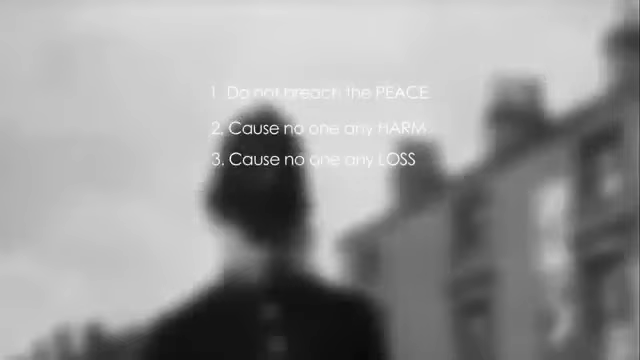 1. Do not breach the PEACE
2. Cause no one any HARM
3. Cause no one any LOSS